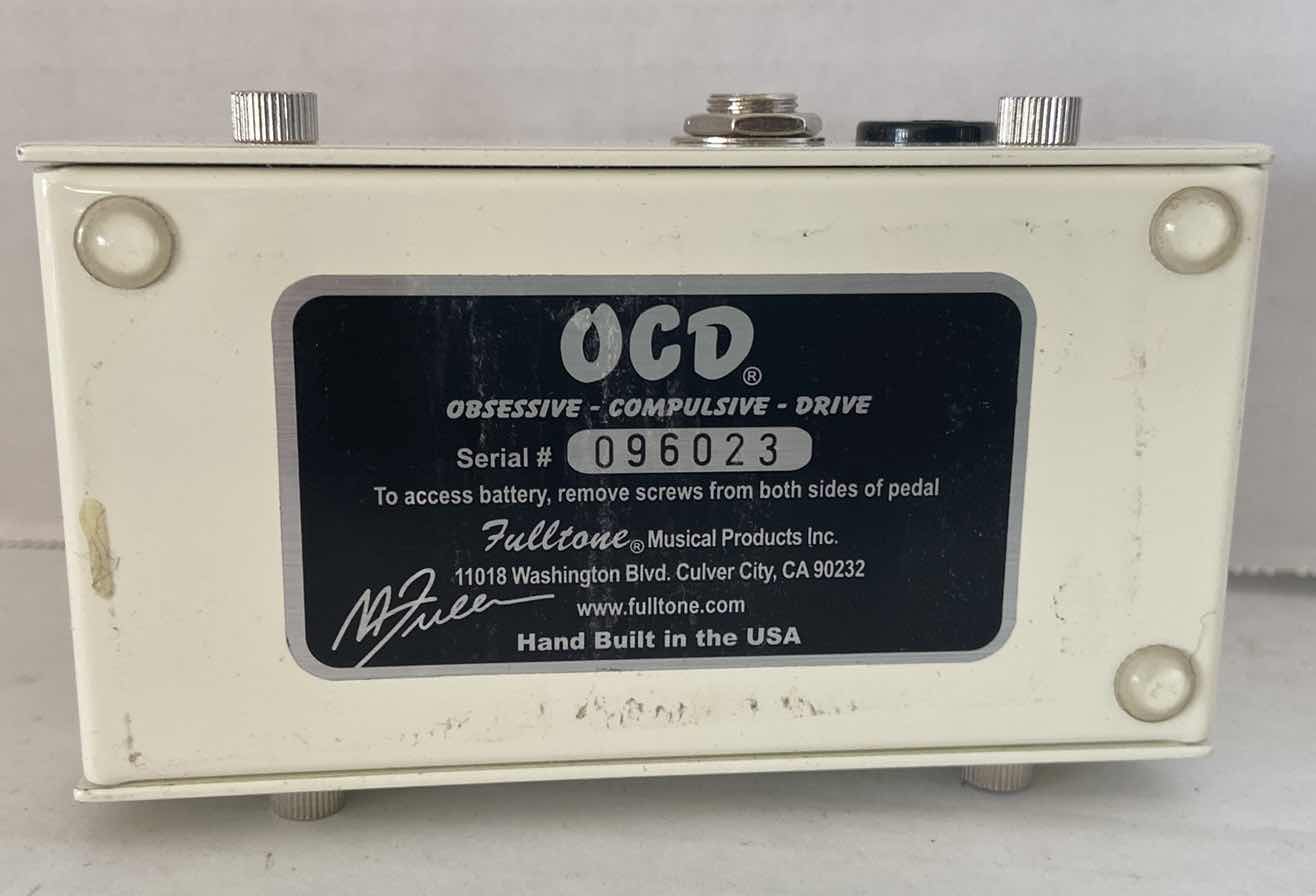 OCD®
OBSESSIVE - COMPULSIVE - DRIVE
Serial # 096023
To access battery, remove screws from both sides of pedal
Fulltone® Musical Products Inc.
11018 Washington Blvd. Culver City, CA 90232
www.fulltone.com
M Fuller
Hand Built in the USA